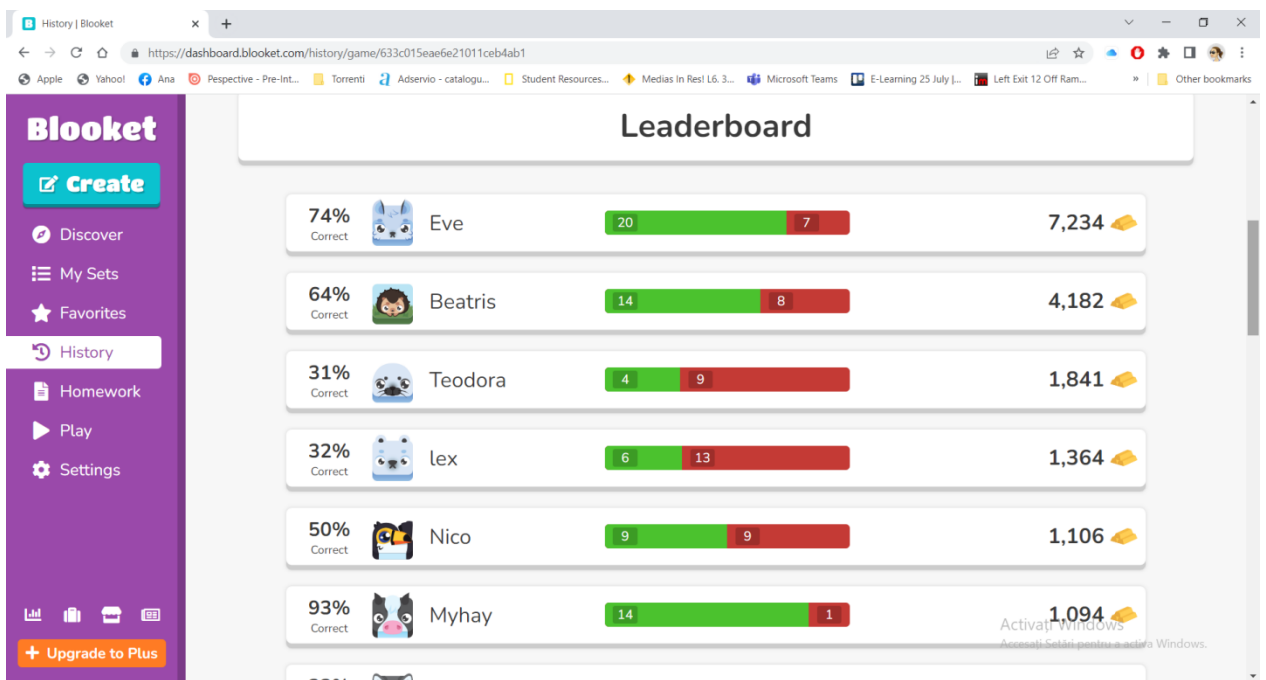 History | Blooket
https://dashboard.blooket.com/history/game/633c015eae6e21011ceb4ab1
Apple Yahoo! Ana Pespective - Pre-Int... Torrenti Adservio - catalogu... Student Resources... Medias In Res! L6. 3... Microsoft Teams E-Learning 25 July |... Left Exit 12 Off Ram... » Other bookmarks
Blooket
Create
Discover
My Sets
Favorites
History
Homework
Play
Settings
Upgrade to Plus
Leaderboard
74% Correct Eve 20 7 7,234
64% Correct Beatris 14 8 4,182
31% Correct Teodora 4 9 1,841
32% Correct lex 6 13 1,364
50% Correct Nico 9 9 1,106
93% Correct Myhay 14 1 1,094
Activați Windows
Accesați Setări pentru a activa Windows.